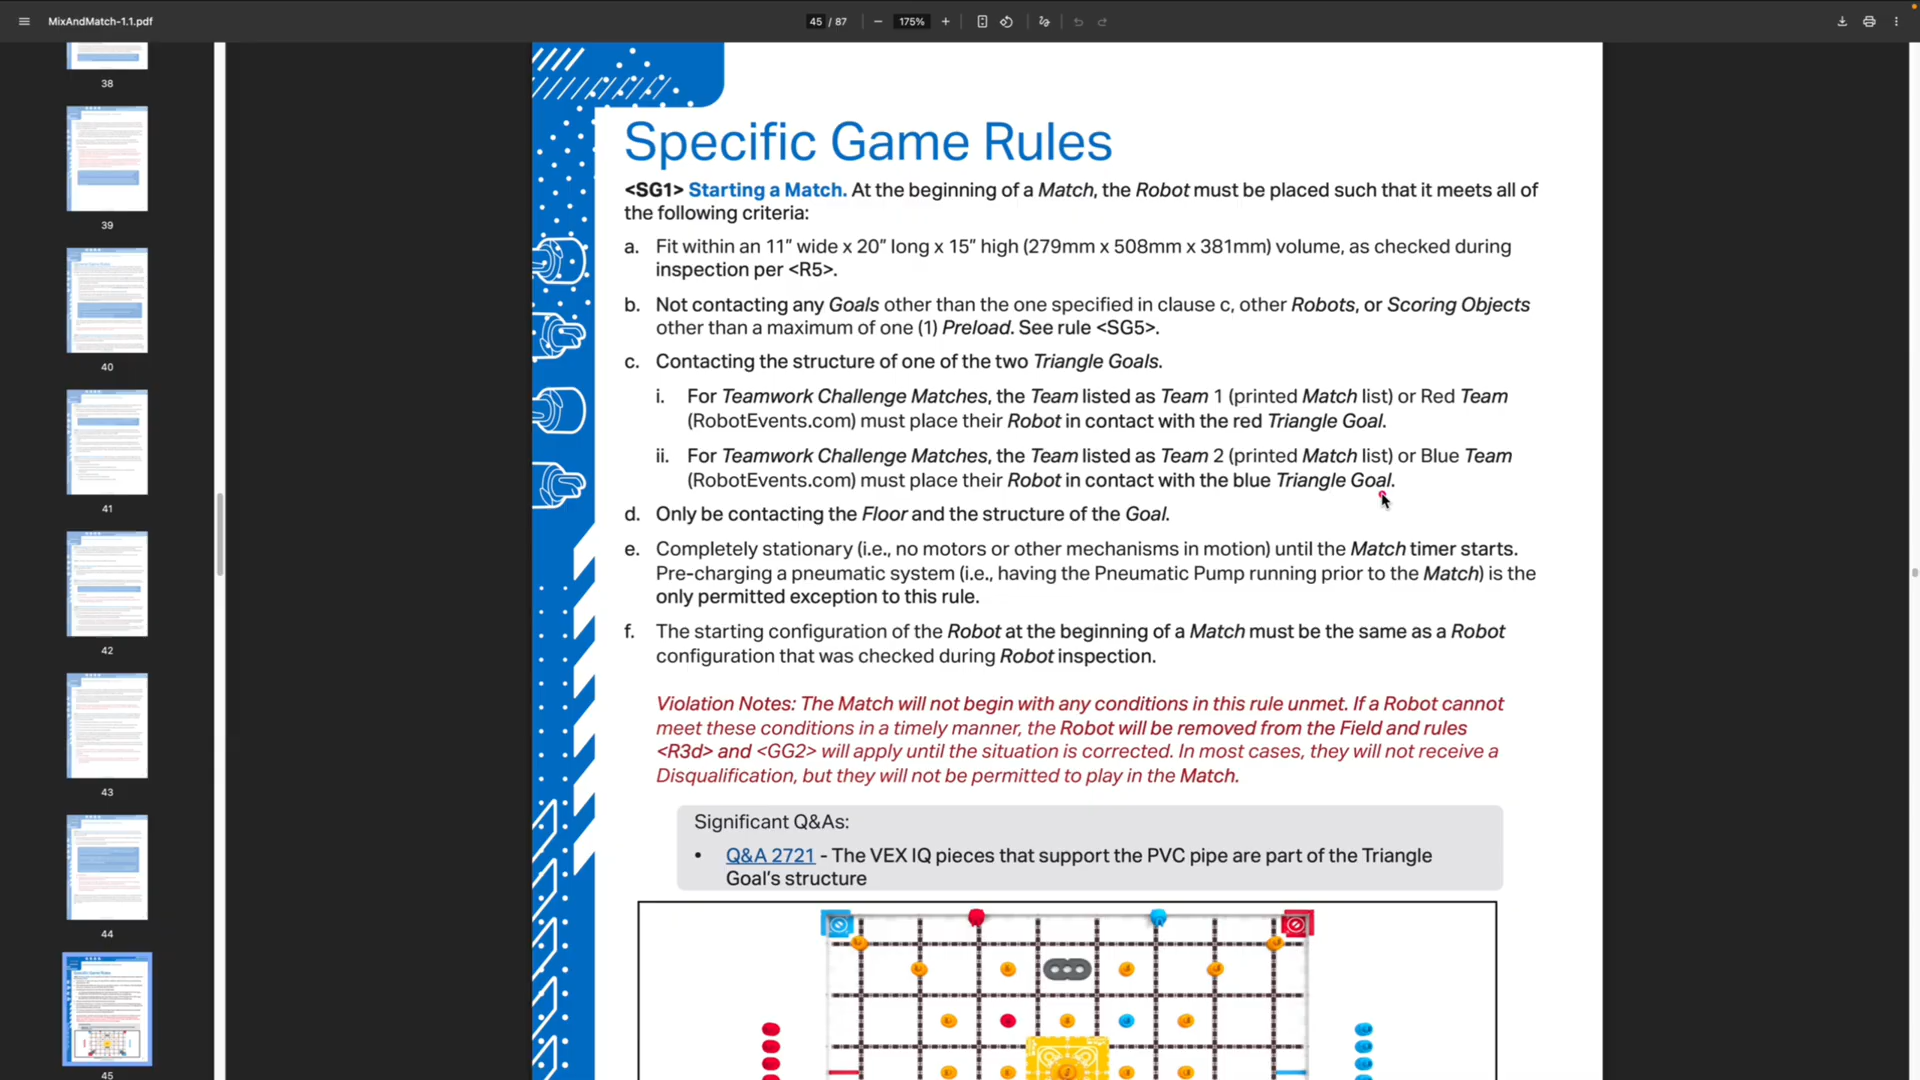 MixAndMatch-1.1.pdf
45 / 87
175%
38
39
40
41
42
43
44
45
Specific Game Rules
<SG1> Starting a Match. At the beginning of a Match, the Robot must be placed such that it meets all of
the following criteria:
a. Fit within an 11” wide x 20” long x 15” high (279mm x 508mm x 381mm) volume, as checked during
inspection per <R5>.
b. Not contacting any Goals other than the one specified in clause c, other Robots, or Scoring Objects
other than a maximum of one (1) Preload. See rule <SG5>.
c. Contacting the structure of one of the two Triangle Goals.
i. For Teamwork Challenge Matches, the Team listed as Team 1 (printed Match list) or Red Team
(RobotEvents.com) must place their Robot in contact with the red Triangle Goal.
ii. For Teamwork Challenge Matches, the Team listed as Team 2 (printed Match list) or Blue Team
(RobotEvents.com) must place their Robot in contact with the blue Triangle Goal.
d. Only be contacting the Floor and the structure of the Goal.
e. Completely stationary (i.e., no motors or other mechanisms in motion) until the Match timer starts.
Pre-charging a pneumatic system (i.e., having the Pneumatic Pump running prior to the Match) is the
only permitted exception to this rule.
f. The starting configuration of the Robot at the beginning of a Match must be the same as a Robot
configuration that was checked during Robot inspection.
Violation Notes: The Match will not begin with any conditions in this rule unmet. If a Robot cannot
meet these conditions in a timely manner, the Robot will be removed from the Field and rules
<R3d> and <GG2> will apply until the situation is corrected. In most cases, they will not receive a
Disqualification, but they will not be permitted to play in the Match.
Significant Q&As:
• Q&A 2721 - The VEX IQ pieces that support the PVC pipe are part of the Triangle
Goal’s structure